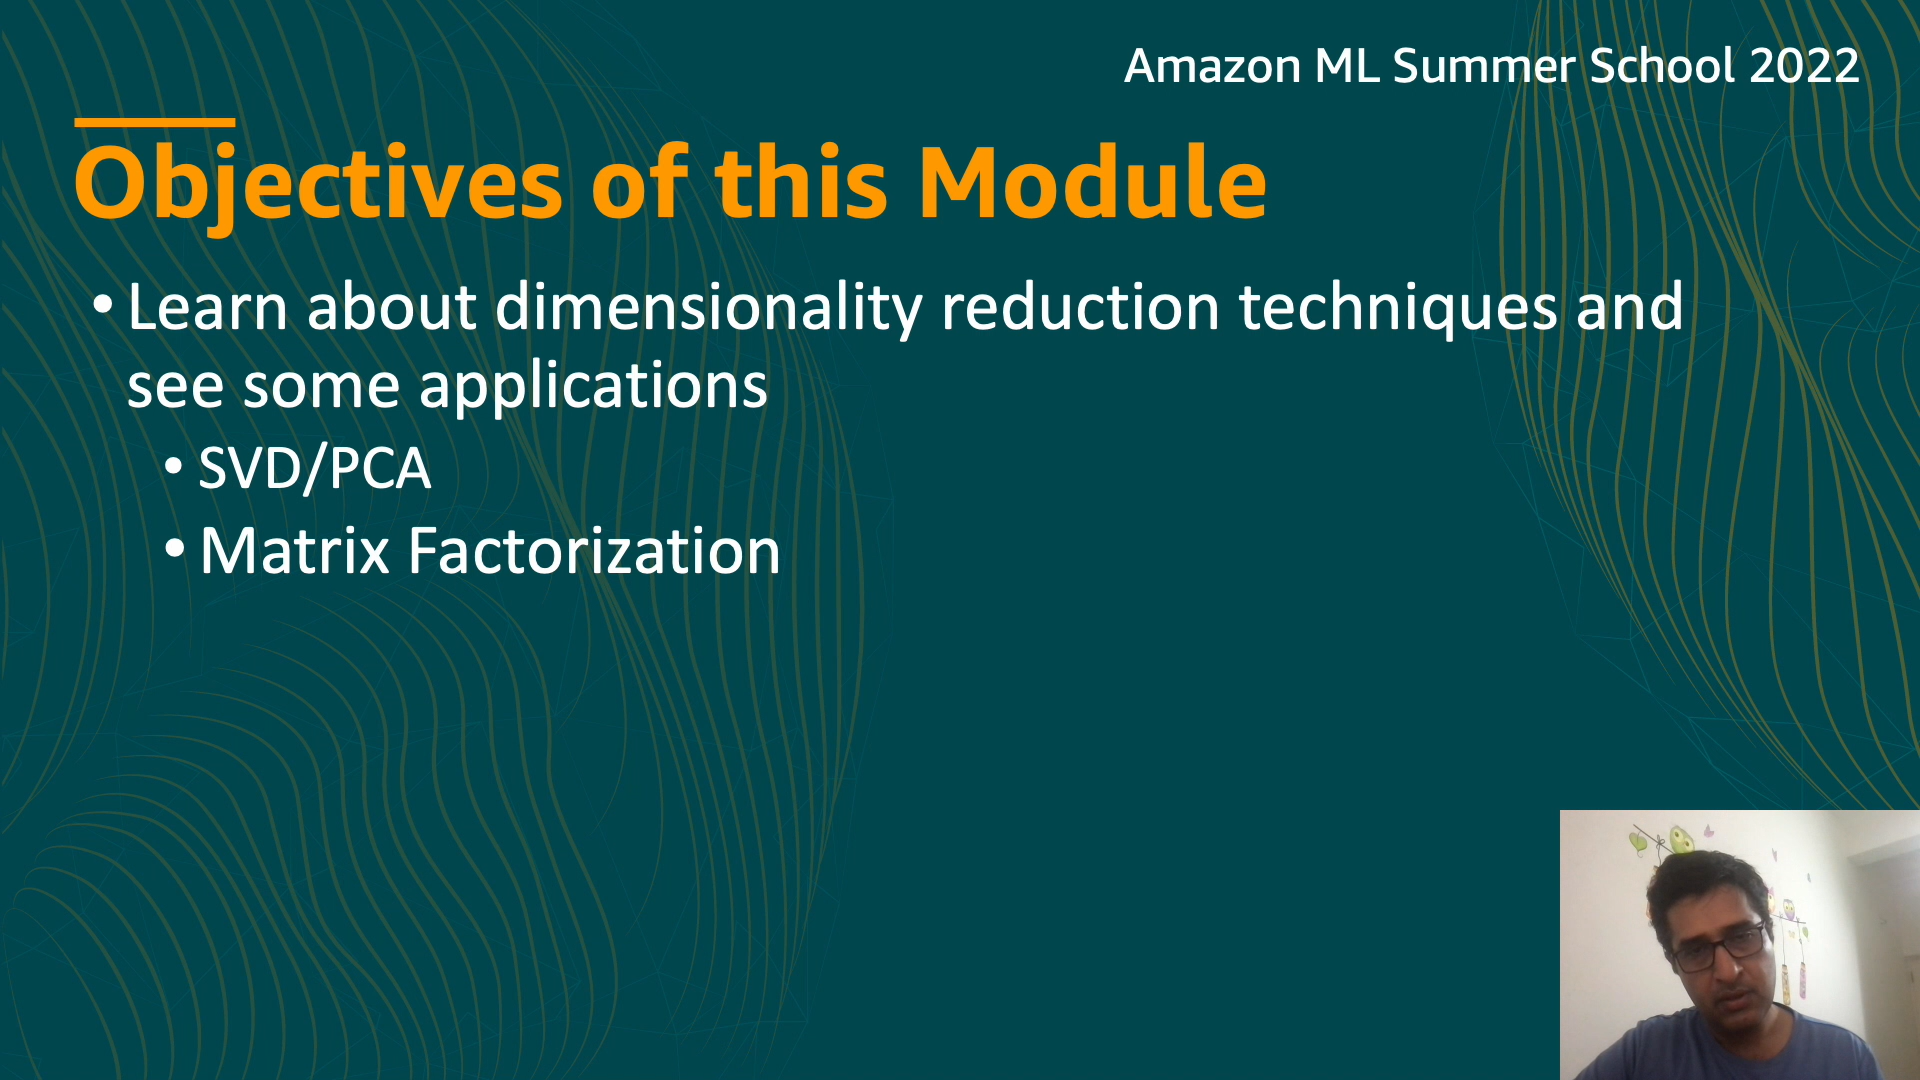 Amazon ML Summer School 2022
Objectives of this Module
• Learn about dimensionality reduction techniques and
see some applications
• SVD/PCA
• Matrix Factorization